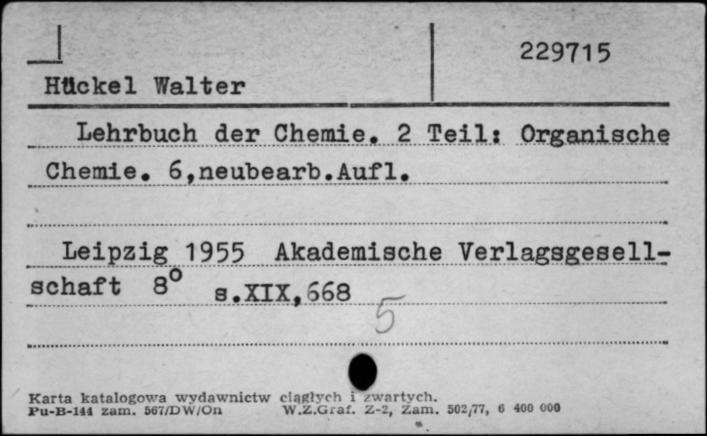 229715
Hückel Walter
Lehrbuch der Chemie. 2 Teil: Organische
Chemie. 6,neubearb.Aufl.
Leipzig 1955 Akademische Verlagsgesell-
schaft 8° s.XIX,668
5
Karta katalogowa wydawnictw ciągłych i zwartych.
Pu-B-144 zam. 567/DW/On W.Z.Graf. Z-2, Zam. 502/77, 6 400 000